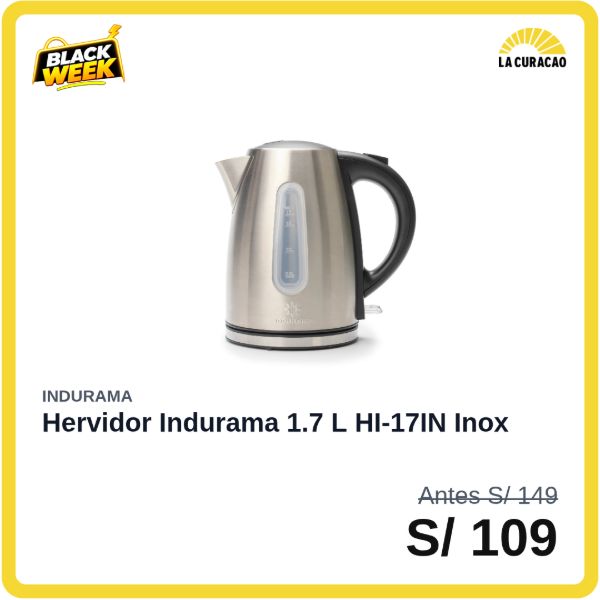 BLACK
WEEK
LA CURACAO
INDURAMA
Hervidor Indurama 1.7 L HI-17IN Inox
Antes S/ 149
S/ 109